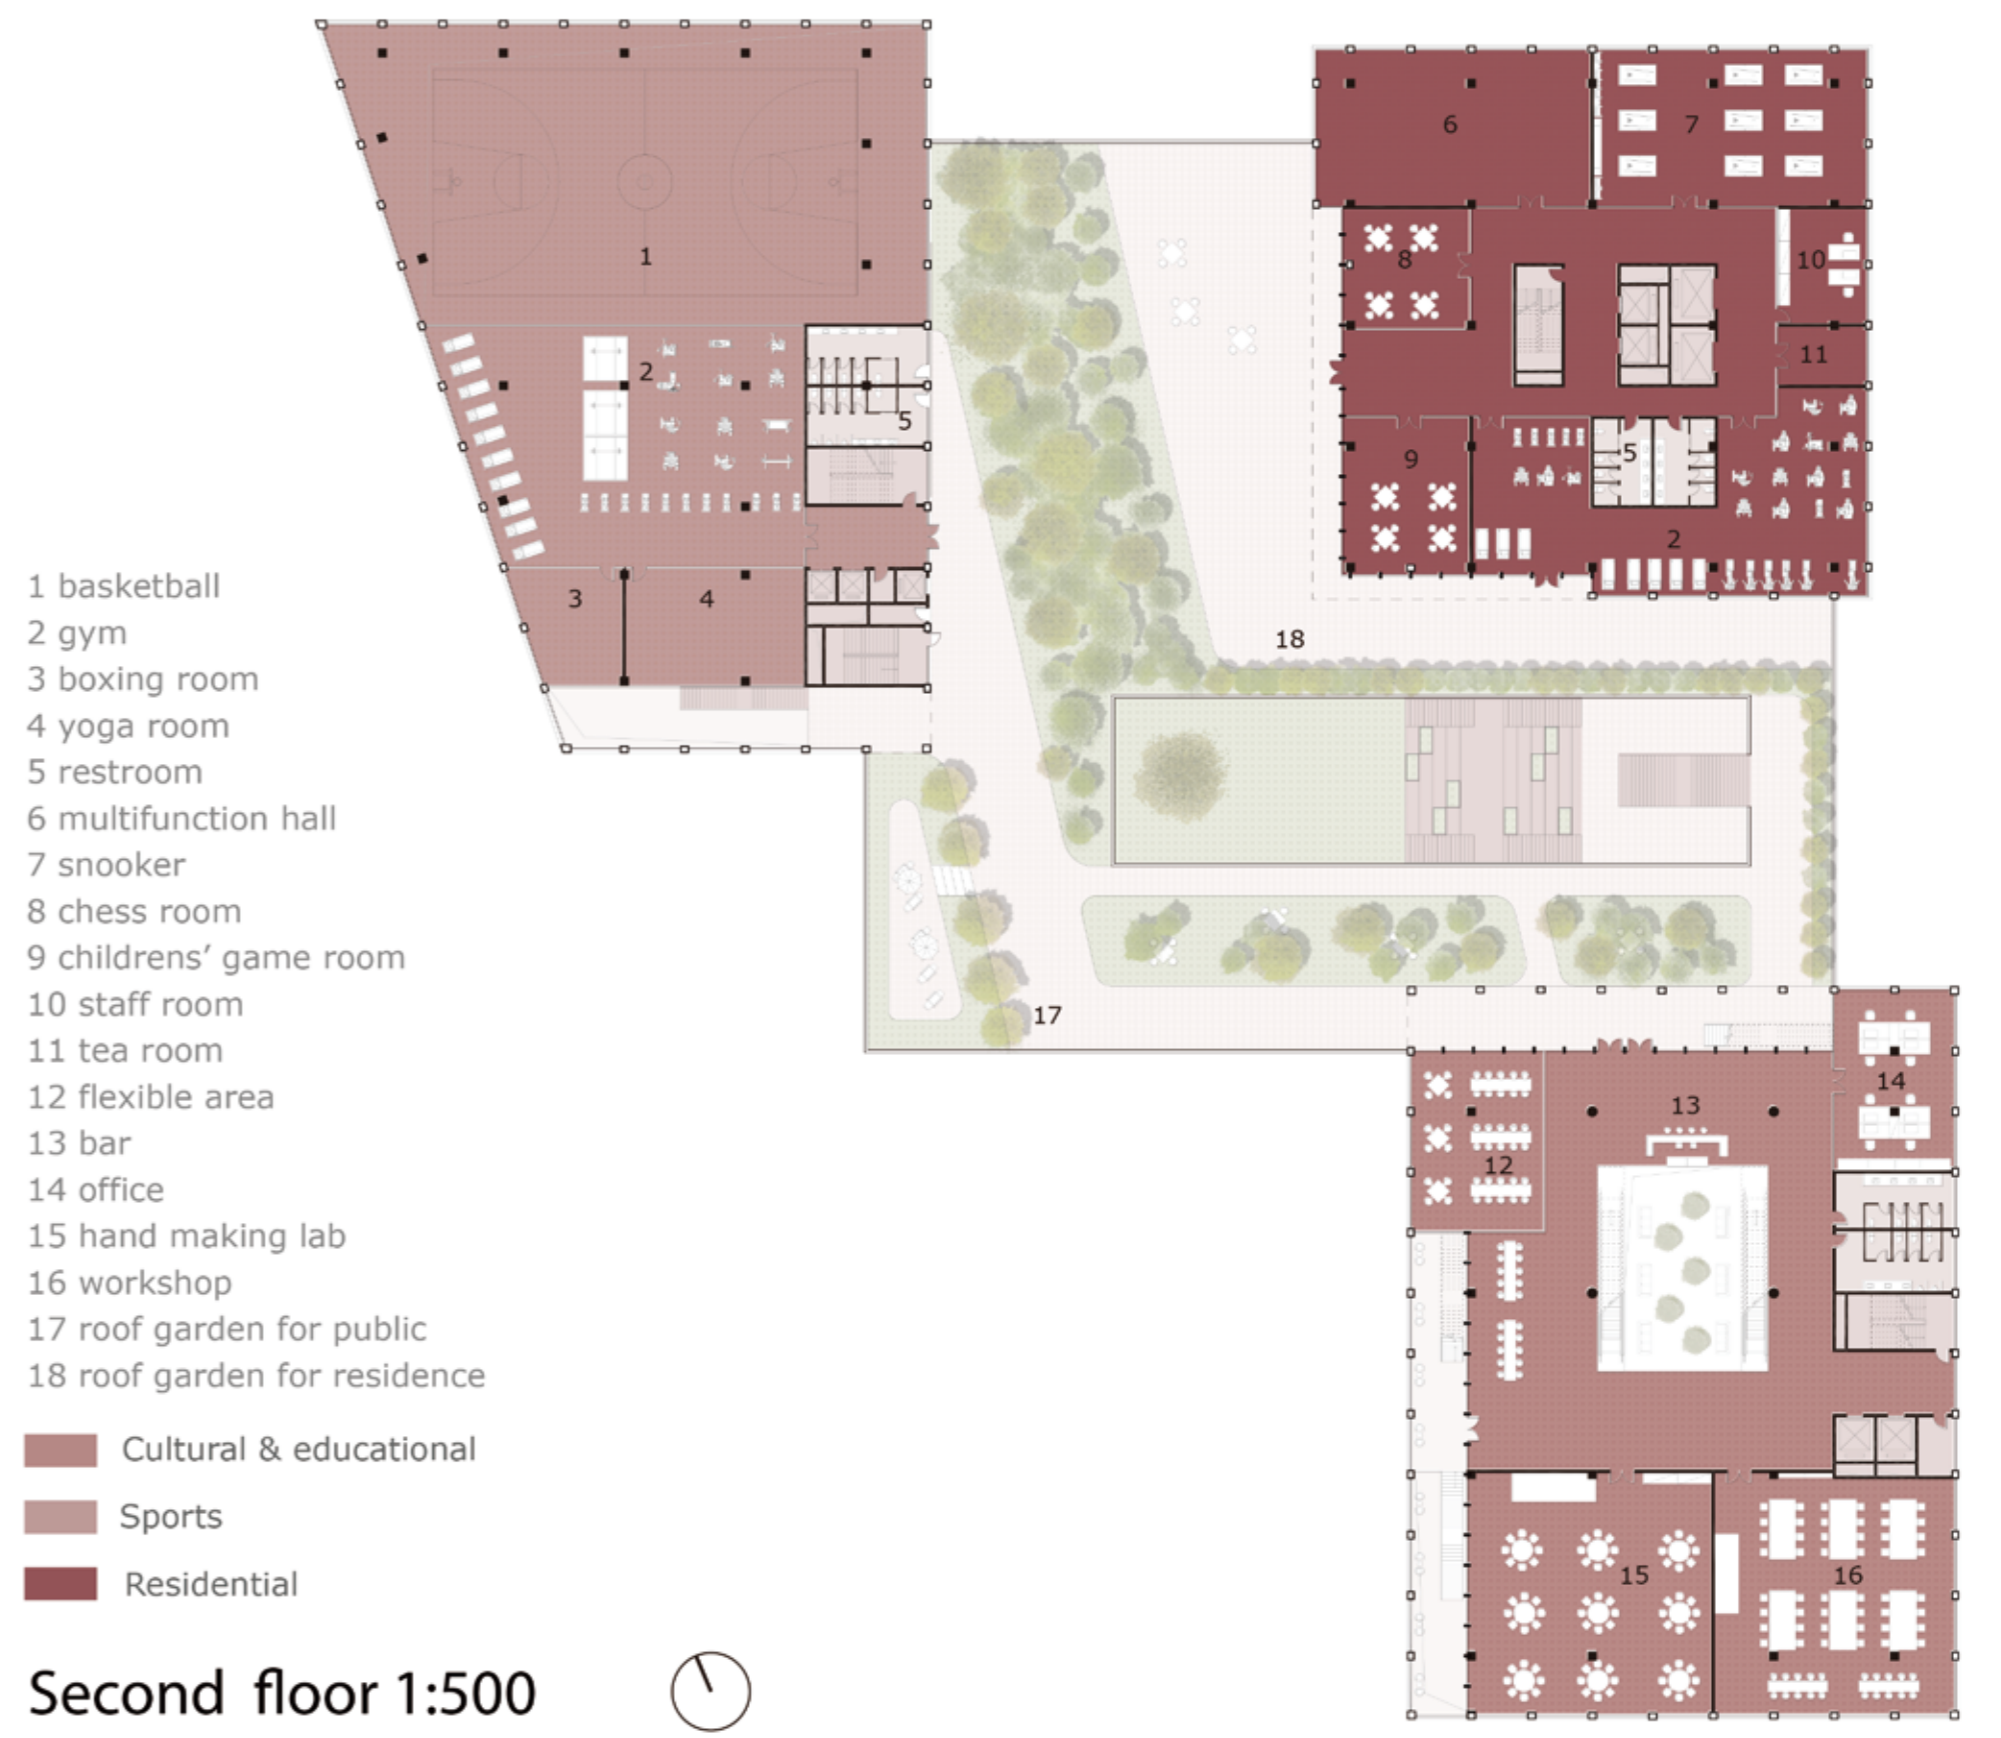 1
6
7
8
10
2
11
5
9
5
2
3
4
18
17
14
13
12
15
16
1 basketball
2 gym
3 boxing room
4 yoga room
5 restroom
6 multifunction hall
7 snooker
8 chess room
9 childrens’ game room
10 staff room
11 tea room
12 flexible area
13 bar
14 office
15 hand making lab
16 workshop
17 roof garden for public
18 roof garden for residence
Cultural & educational
Sports
Residential
Second floor 1:500